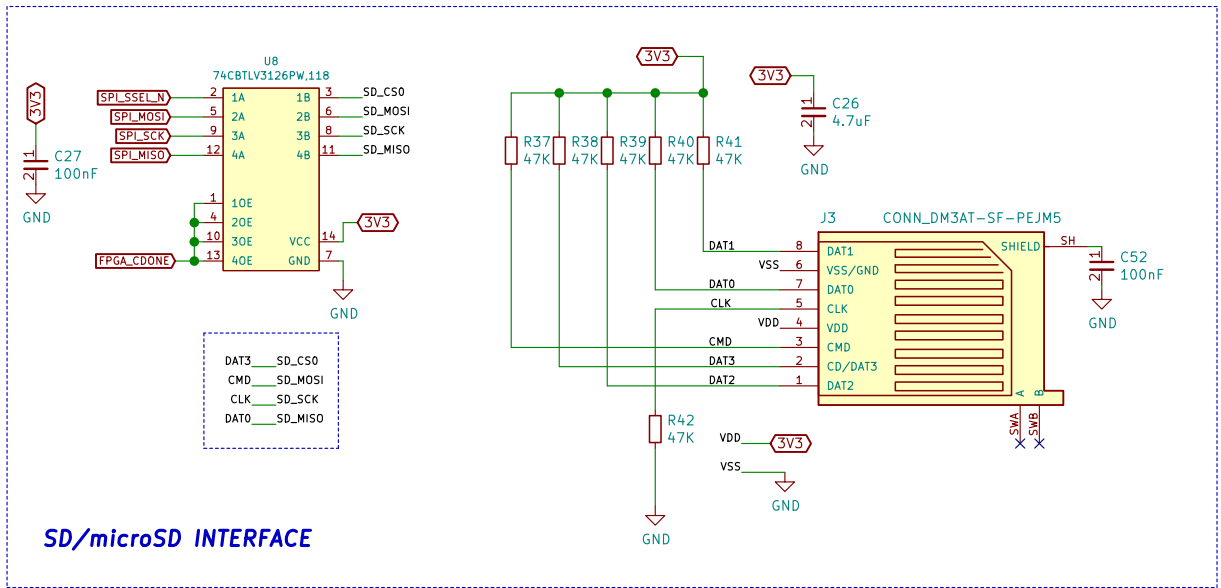 U8
74CBTLV3126PW,118
3V3
1
2
C27
100nF
GND
SPI_SSEL_N
2
1A
1B
3
SD_CS0
SPI_MOSI
5
2A
2B
6
SD_MOSI
SPI_SCK
9
3A
3B
8
SD_SCK
SPI_MISO
12
4A
4B
11
SD_MISO
1
1OE
4
2OE
10
3OE
VCC
14
3V3
FPGA_CDONE
13
4OE
GND
7
GND
DAT3
SD_CS0
CMD
SD_MOSI
CLK
SD_SCK
DAT0
SD_MISO
3V3
R37
47K
R38
47K
R39
47K
R40
47K
R41
47K
3V3
1
2
C26
4.7uF
GND
J3
CONN_DM3AT-SF-PEJM5
DAT1
8
DAT1
VSS
6
VSS/GND
DAT0
7
DAT0
CLK
5
CLK
VDD
4
VDD
CMD
3
CMD
DAT3
2
CD/DAT3
DAT2
1
DAT2
SHIELD
SH
1
2
C52
100nF
GND
A
B
SWA
SWB
R42
47K
GND
VDD
3V3
VSS
GND
SD/microSD INTERFACE